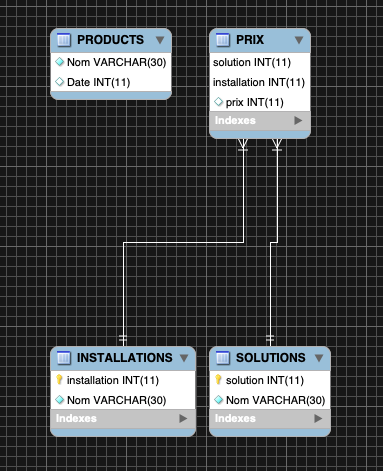 PRODUCTS
Nom VARCHAR(30)
Date INT(11)
PRIX
solution INT(11)
installation INT(11)
prix INT(11)
Indexes
INSTALLATIONS
installation INT(11)
Nom VARCHAR(30)
Indexes
SOLUTIONS
solution INT(11)
Nom VARCHAR(30)
Indexes